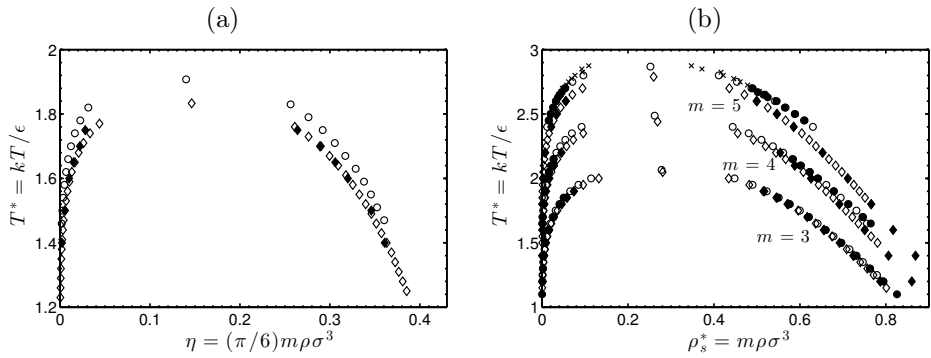 (a)
2
1.8
1.6
1.4
1.2
0 0.1 0.2 0.3 0.4
T* = kT/ϵ
η = (π/6)mρσ³
(b)
3
2.5
2
1.5
1
0 0.2 0.4 0.6 0.8
T* = kT/ϵ
m = 5
m = 4
m = 3
ρ*ₛ = mρσ³